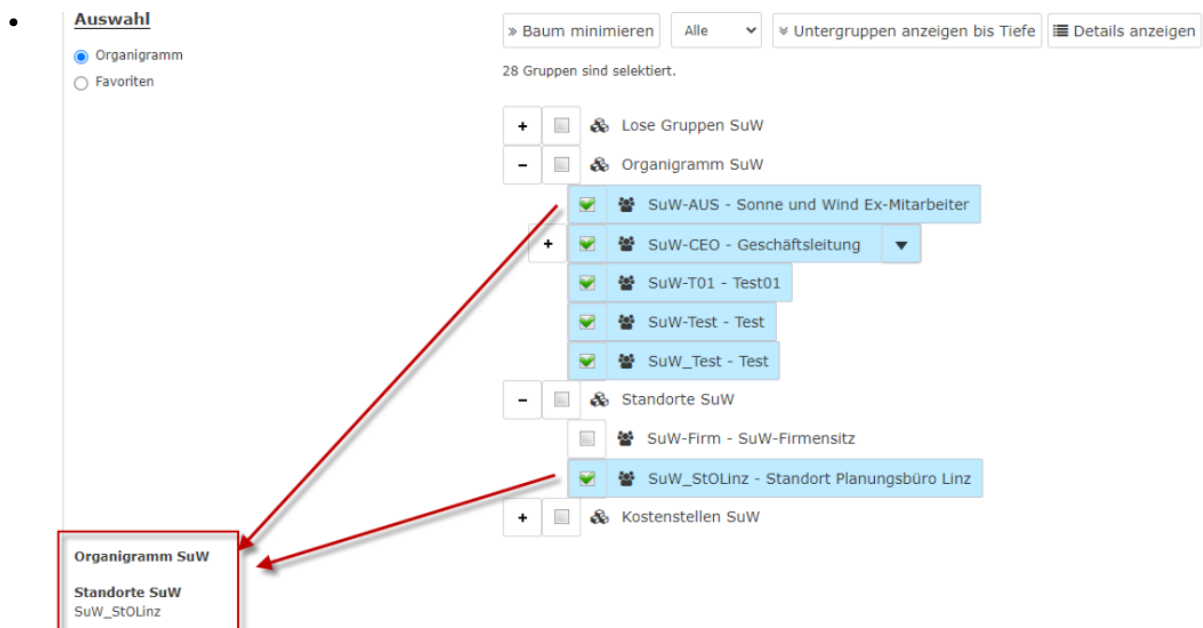 Auswahl
Organigramm
Favoriten
» Baum minimieren
Alle
Untergruppen anzeigen bis Tiefe
Details anzeigen
28 Gruppen sind selektiert.
+ Lose Gruppen SuW
- Organigramm SuW
SuW-AUS - Sonne und Wind Ex-Mitarbeiter
+ SuW-CEO - Geschäftsleitung
SuW-T01 - Test01
SuW-Test - Test
SuW_Test - Test
- Standorte SuW
SuW-Firm - SuW-Firmensitz
SuW_StOLinz - Standort Planungsbüro Linz
+ Kostenstellen SuW
Organigramm SuW
Standorte SuW
SuW_StOLinz